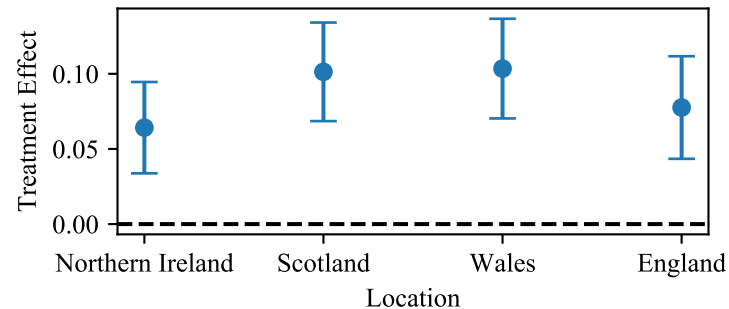 Treatment Effect
0.10
0.05
0.00
Northern Ireland Scotland Wales England
Location